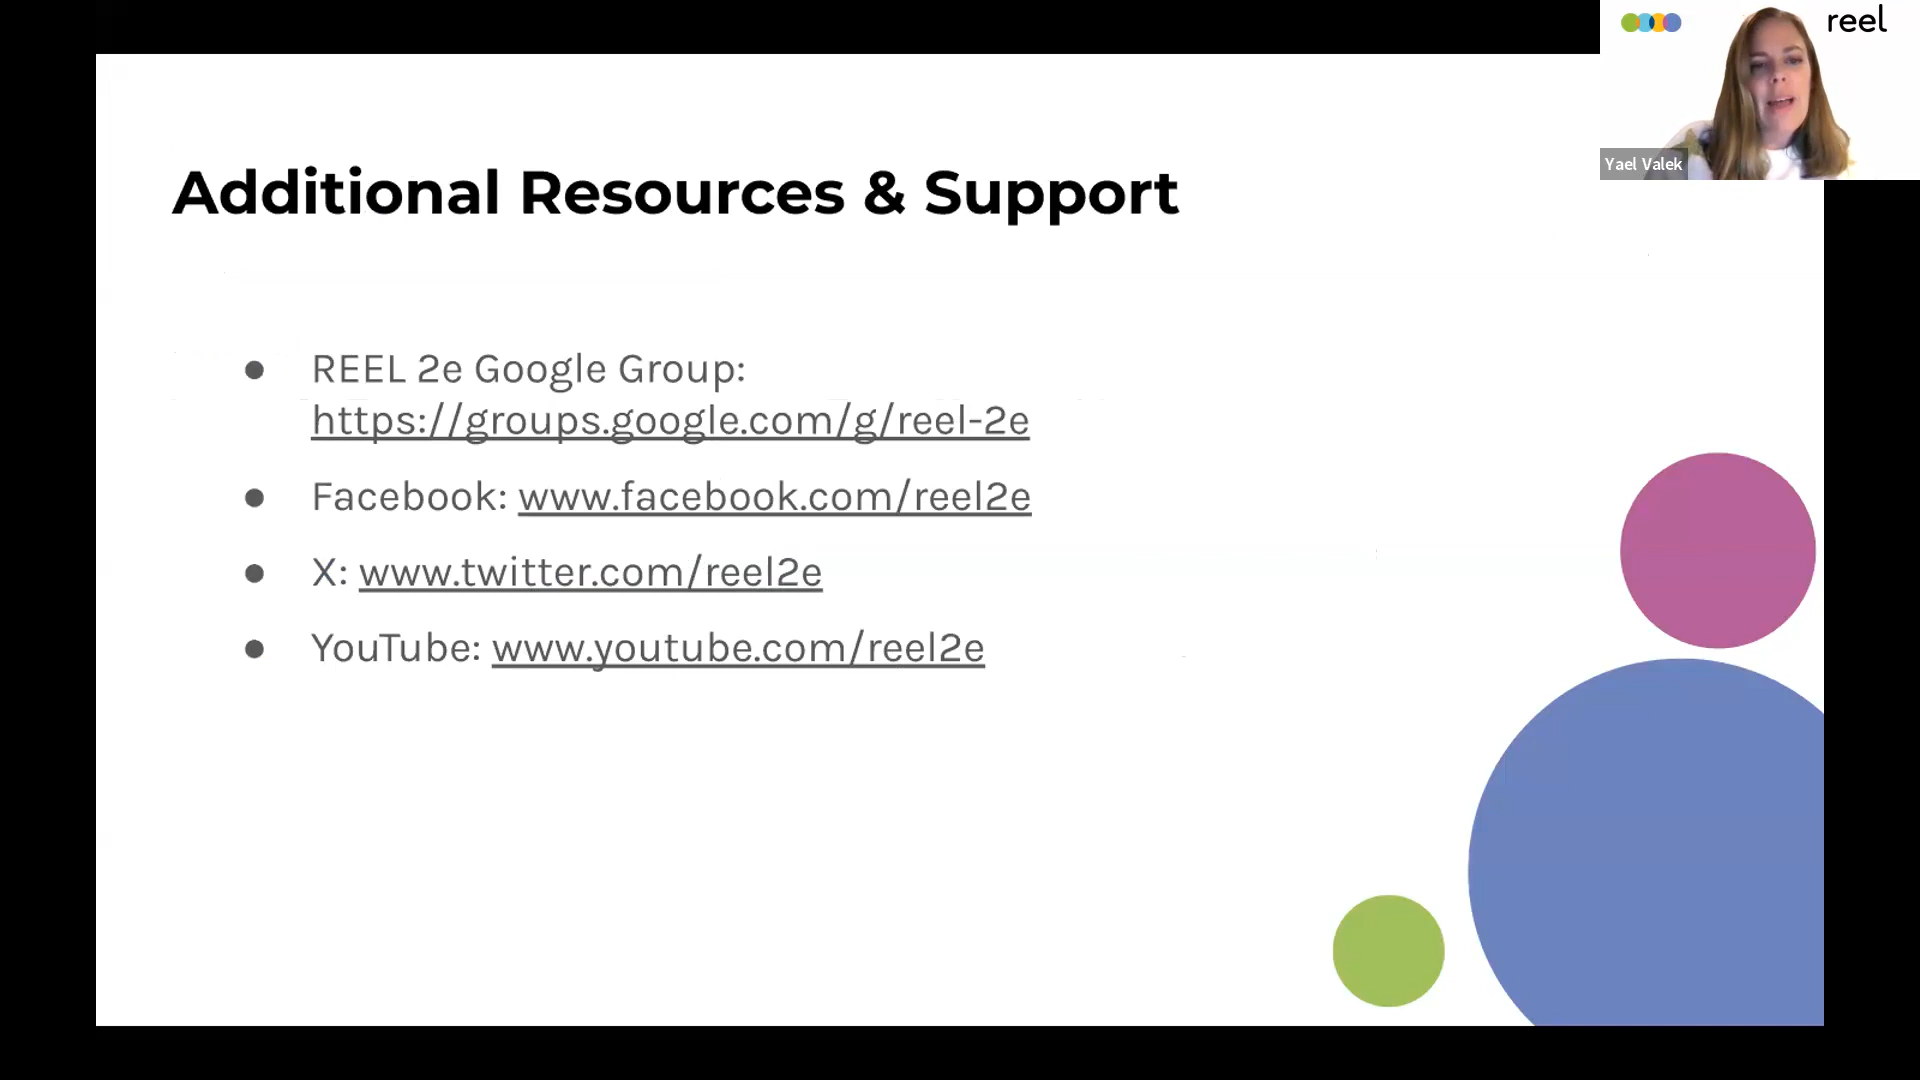 reel
Yael Valek
Additional Resources & Support
● REEL 2e Google Group:
https://groups.google.com/g/reel-2e
● Facebook: www.facebook.com/reel2e
● X: www.twitter.com/reel2e
● YouTube: www.youtube.com/reel2e